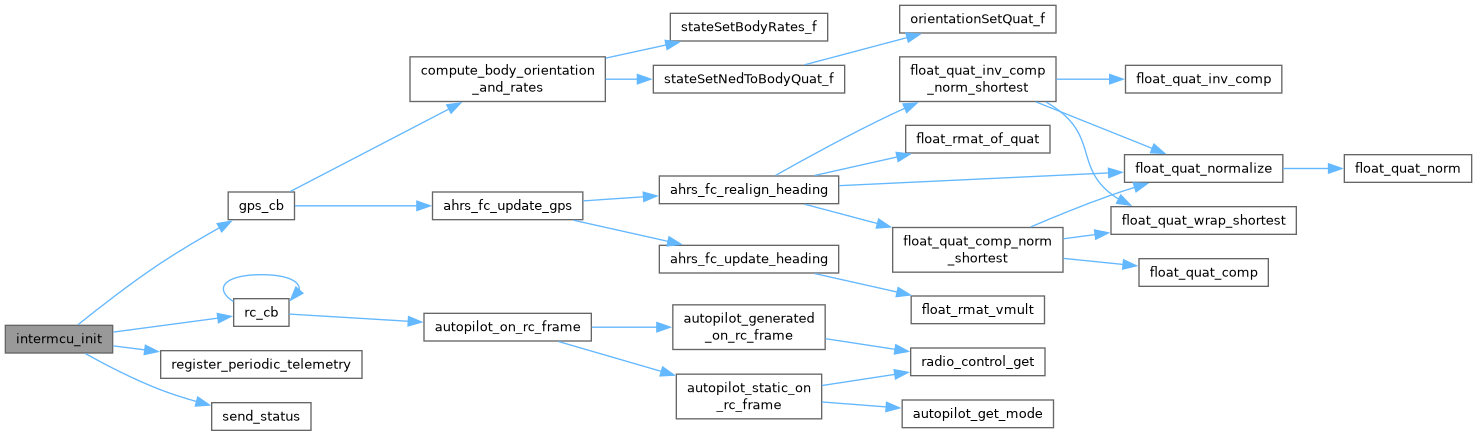 intermcu_init
gps_cb
rc_cb
register_periodic_telemetry
send_status
compute_body_orientation
_and_rates
ahrs_fc_update_gps
autopilot_on_rc_frame
stateSetBodyRates_f
stateSetNedToBodyQuat_f
ahrs_fc_realign_heading
ahrs_fc_update_heading
autopilot_generated
_on_rc_frame
autopilot_static_on
_rc_frame
orientationSetQuat_f
float_quat_inv_comp
_norm_shortest
float_rmat_of_quat
float_quat_comp_norm
_shortest
float_rmat_vmult
radio_control_get
autopilot_get_mode
float_quat_inv_comp
float_quat_normalize
float_quat_wrap_shortest
float_quat_comp
float_quat_norm